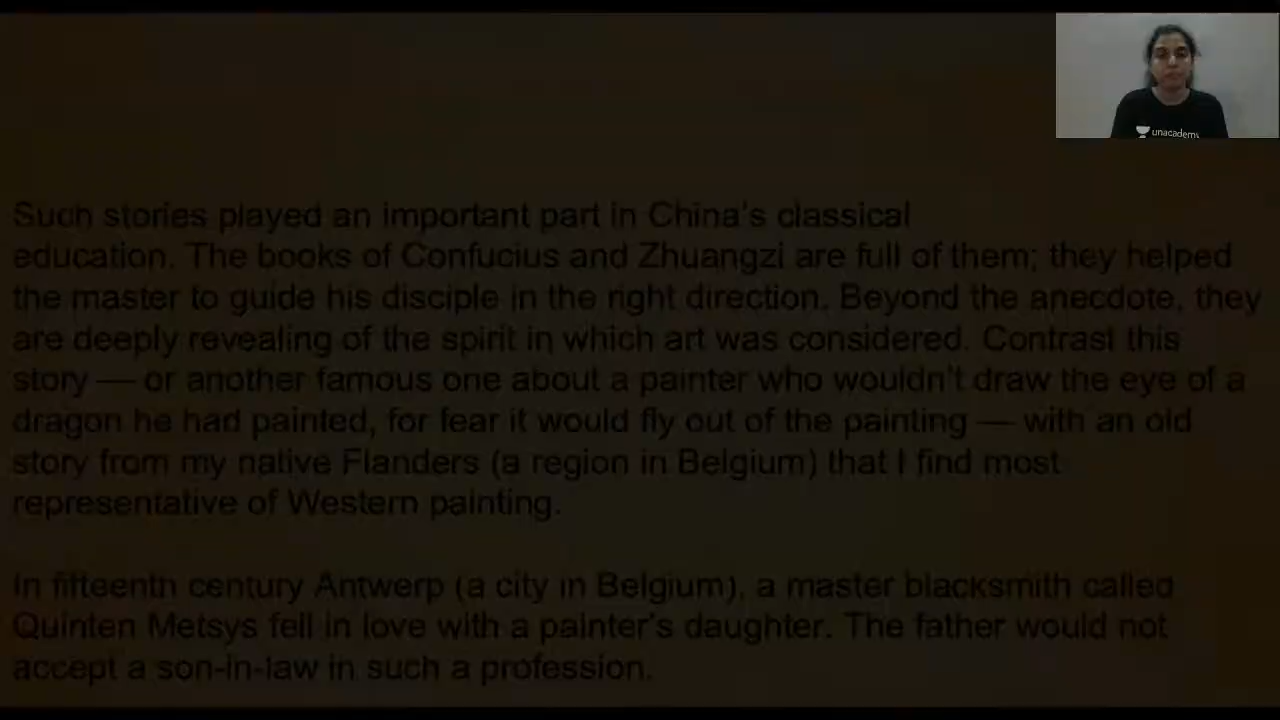 unacademy
Such stories played an important part in China's classical
education. The books of Confucius and Zhuangzi are full of them; they helped
the master to guide his disciple in the right direction. Beyond the anecdote, they
are deeply revealing of the spirit in which art was considered. Contrast this
story — or another famous one about a painter who wouldn't draw the eye of a
dragon he had painted, for fear it would fly out of the painting — with an old
story from my native Flanders (a region in Belgium) that I find most
representative of Western painting.
In fifteenth century Antwerp (a city in Belgium), a master blacksmith called
Quinten Metsys fell in love with a painter's daughter. The father would not
accept a son-in-law in such a profession.